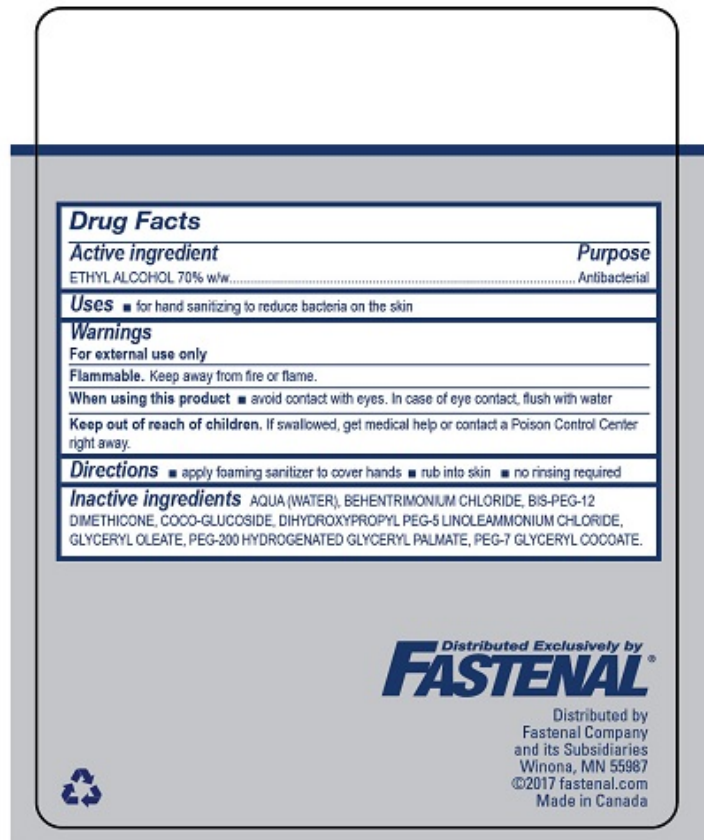 Drug Facts
Active ingredient Purpose
ETHYL ALCOHOL 70% w/w........................................................................................................ Antibacterial
Uses ■ for hand sanitizing to reduce bacteria on the skin
Warnings
For external use only
Flammable. Keep away from fire or flame.
When using this product ■ avoid contact with eyes. In case of eye contact, flush with water
Keep out of reach of children. If swallowed, get medical help or contact a Poison Control Center
right away.
Directions ■ apply foaming sanitizer to cover hands ■ rub into skin ■ no rinsing required
Inactive ingredients AQUA (WATER), BEHENTRIMONIUM CHLORIDE, BIS-PEG-12
DIMETHICONE, COCO-GLUCOSIDE, DIHYDROXYPROPYL PEG-5 LINOLEAMMONIUM CHLORIDE,
GLYCERYL OLEATE, PEG-200 HYDROGENATED GLYCERYL PALMATE, PEG-7 GLYCERYL COCOATE.
Distributed Exclusively by
FASTENAL®
Distributed by
Fastenal Company
and its Subsidiaries
Winona, MN 55987
©2017 fastenal.com
Made in Canada